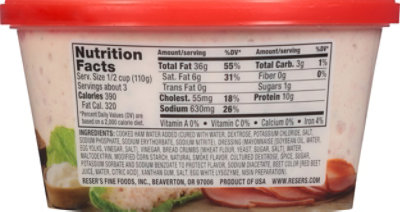 Nutrition
Facts
Serv. Size 1/2 cup (110g)
Servings about 3
Calories 390
Fat Cal. 320
*Percent Daily Values (DV) are
based on a 2,000 calorie diet.
Amount/serving %DV*
Total Fat 36g 55%
Sat. Fat 6g 31%
Trans Fat 0g
Cholest. 55mg 18%
Sodium 630mg 26%
Amount/serving %DV*
Total Carb. 3g 1%
Fiber 0g 0%
Sugars 1g
Protein 10g
Vitamin A 0% • Vitamin C 0% • Calcium 0% • Iron 4%
INGREDIENTS: COOKED HAM WATER ADDED (CURED WITH: WATER, DEXTROSE, POTASSIUM CHLORIDE, SALT,
SODIUM PHOSPHATE, SODIUM ERYTHORBATE, SODIUM NITRITE), DRESSING (MAYONNAISE (SOYBEAN OIL, WATER,
EGG YOLKS, VINEGAR, SALT), VINEGAR, BREAD CRUMBS (WHEAT FLOUR, YEAST, SUGAR, SALT), WATER,
MALTODEXTRIN, MODIFIED CORN STARCH, NATURAL SMOKE FLAVOR, CULTURED DEXTROSE, SPICE, SUGAR,
POTASSIUM SORBATE AND SODIUM BENZOATE TO PROTECT FLAVOR), SODIUM DIACETATE, BEET COLOR (RED BEET
JUICE, WATER, CITRIC ACID), XANTHAN GUM, SALT, EGG WHITE LYSOZYME, NISIN PREPARATION).
RESER'S FINE FOODS, INC., BEAVERTON, OR 97006 PRODUCT OF USA WWW.RESERS.COM